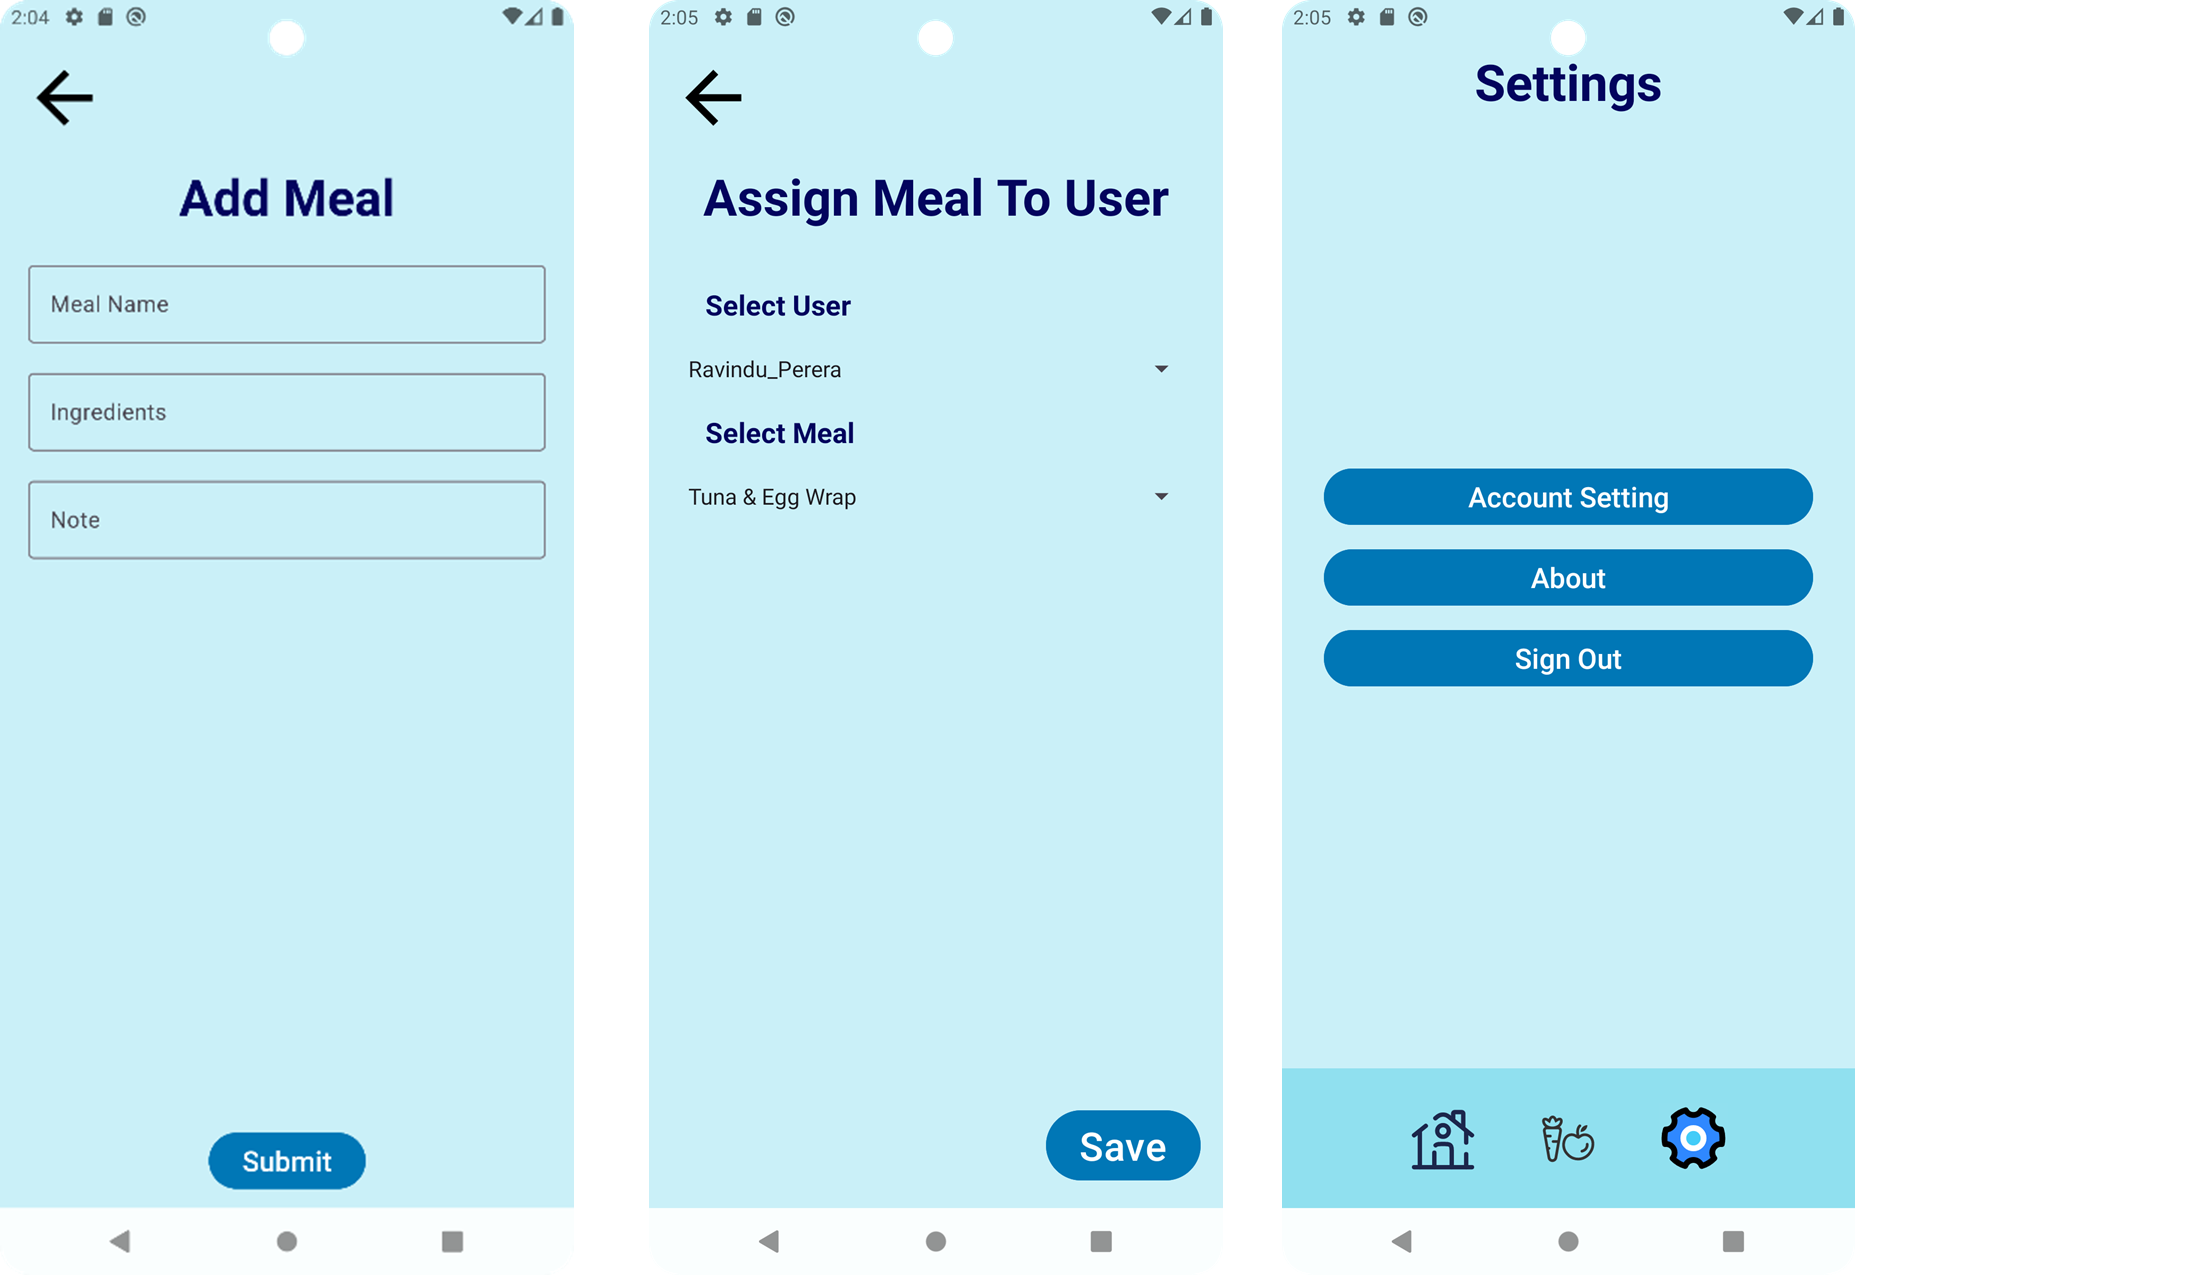 2:04
Add Meal
Meal Name
Ingredients
Note
Submit
2:05
Assign Meal To User
Select User
Ravindu_Perera
Select Meal
Tuna & Egg Wrap
Save
2:05
Settings
Account Setting
About
Sign Out